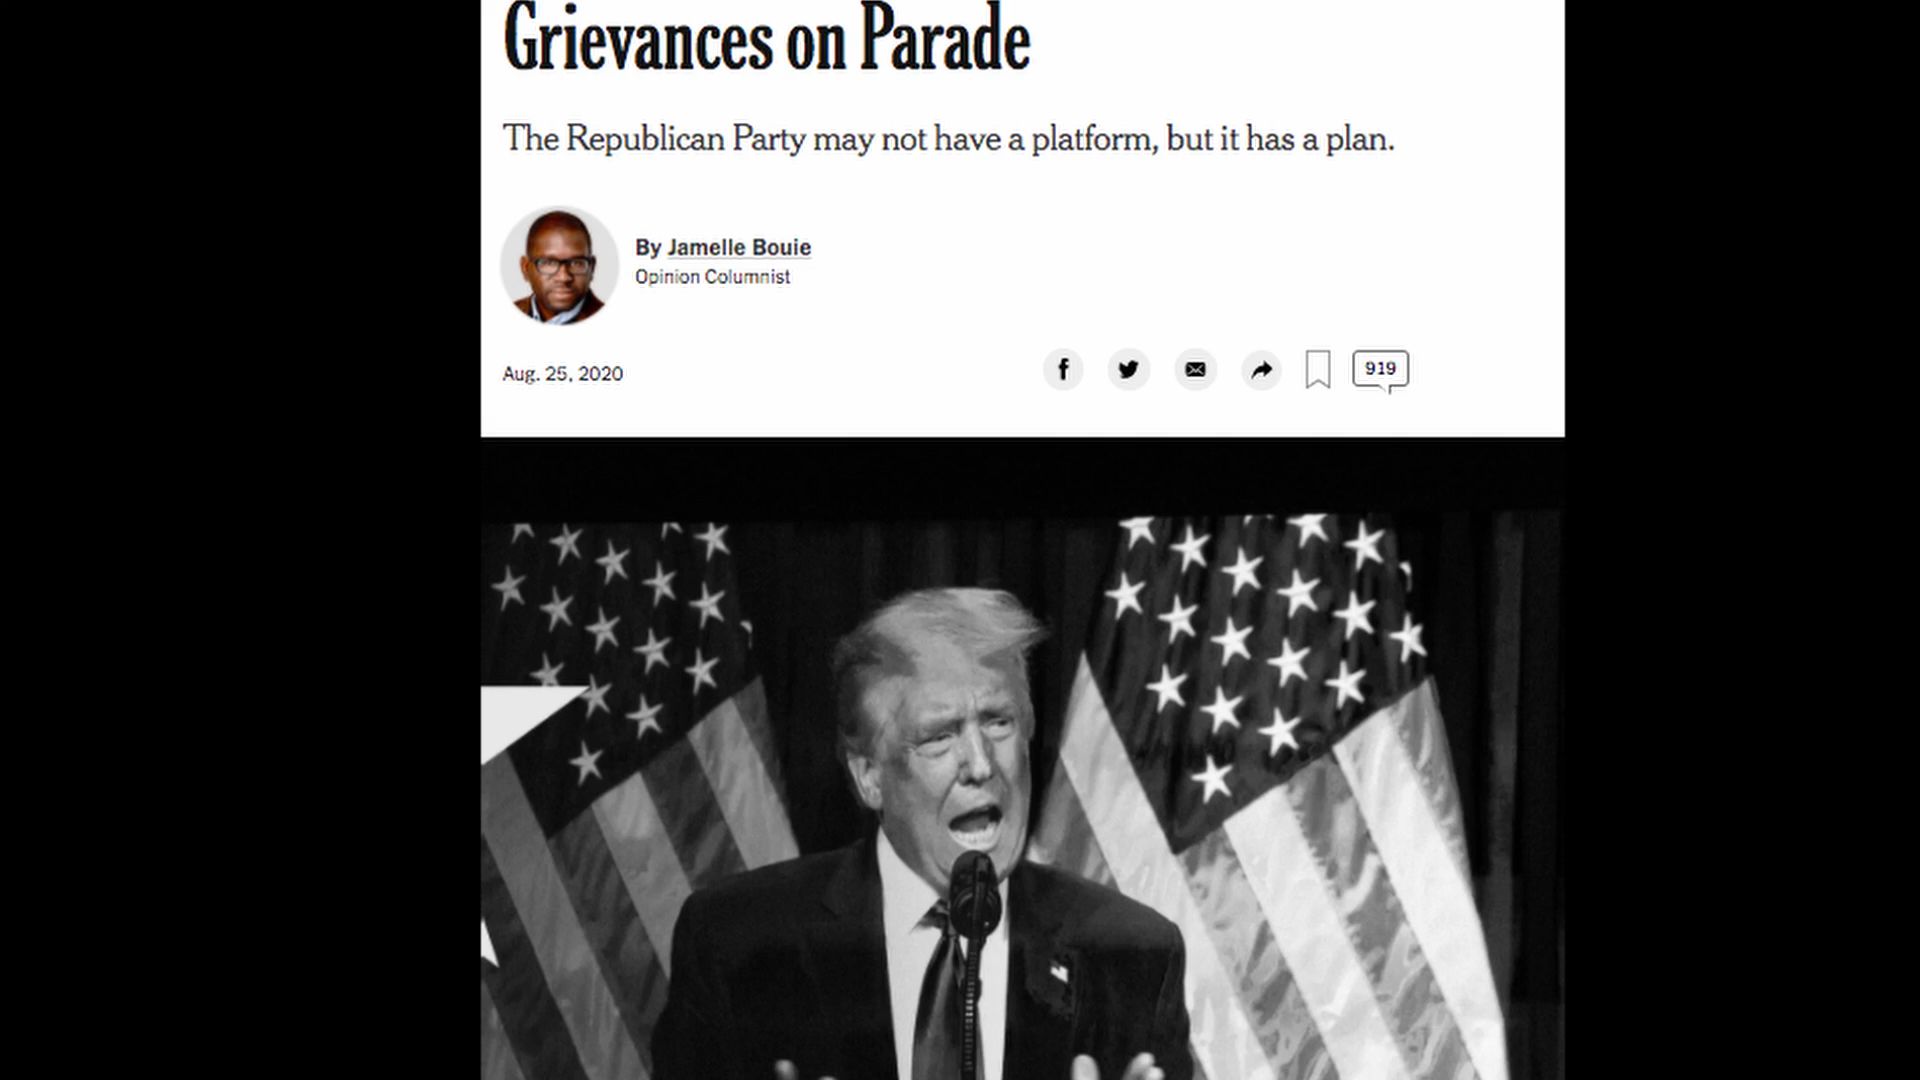 Grievances on Parade
The Republican Party may not have a platform, but it has a plan.
By Jamelle Bouie
Opinion Columnist
Aug. 25, 2020
919